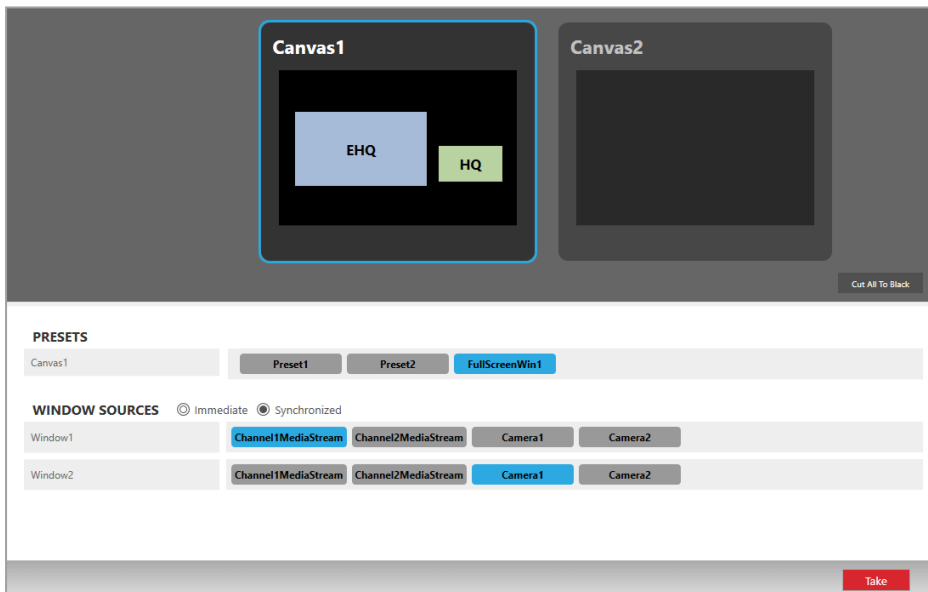 Canvas1
Canvas2
EHQ
HQ
Cut All To Black
PRESETS
Canvas1 Preset1 Preset2 FullScreenWin1
WINDOW SOURCES Immediate Synchronized
Window1 Channel1MediaStream Channel2MediaStream Camera1 Camera2
Window2 Channel1MediaStream Channel2MediaStream Camera1 Camera2
Take